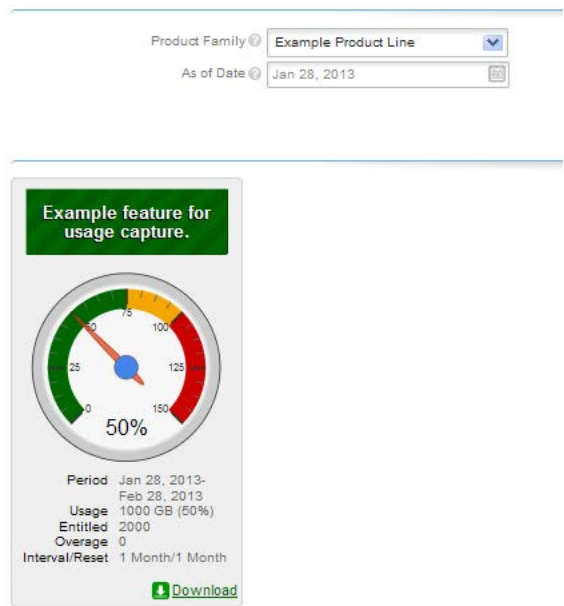 Product Family
Example Product Line
As of Date
Jan 28, 2013
Example feature for
usage capture.
0
25
50
75
100
125
150
50%
Period Jan 28, 2013-
Feb 28, 2013
Usage 1000 GB (50%)
Entitled 2000
Overage 0
Interval/Reset 1 Month/1 Month
Download